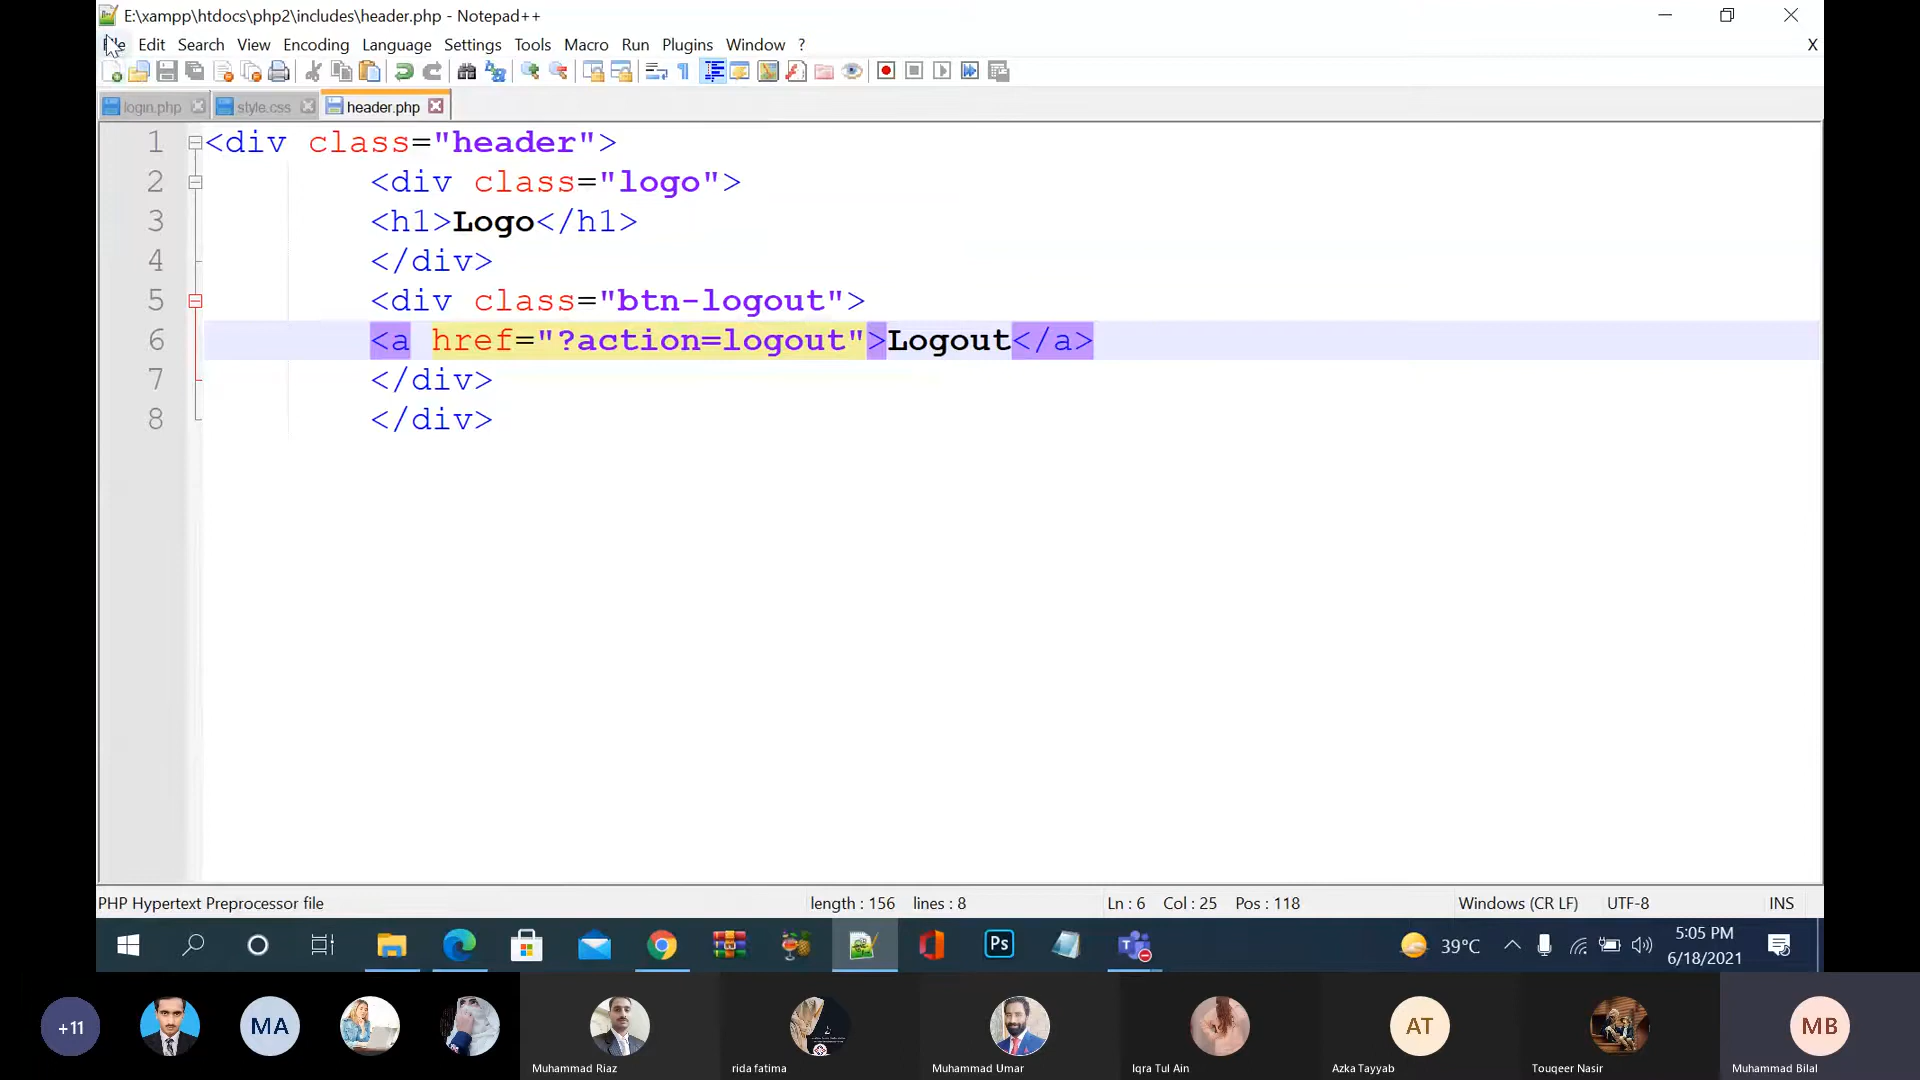 E:\xampp\htdocs\php2\includes\header.php - Notepad++
File Edit Search View Encoding Language Settings Tools Macro Run Plugins Window ? X
login.php style.css header.php
1 <div class="header">
2 <div class="logo">
3 <h1>Logo</h1>
4 </div>
5 <div class="btn-logout">
6 <a href="?action=logout">Logout</a>
7 </div>
8 </div>
PHP Hypertext Preprocessor file length : 156 lines : 8 Ln : 6 Col : 25 Pos : 118 Windows (CR LF) UTF-8 INS
Ps 39°C 5:05 PM
6/18/2021
+11 MA AT MB
Muhammad Riaz rida fatima Muhammad Umar Iqra Tul Ain Azka Tayyab Touqeer Nasir Muhammad Bilal